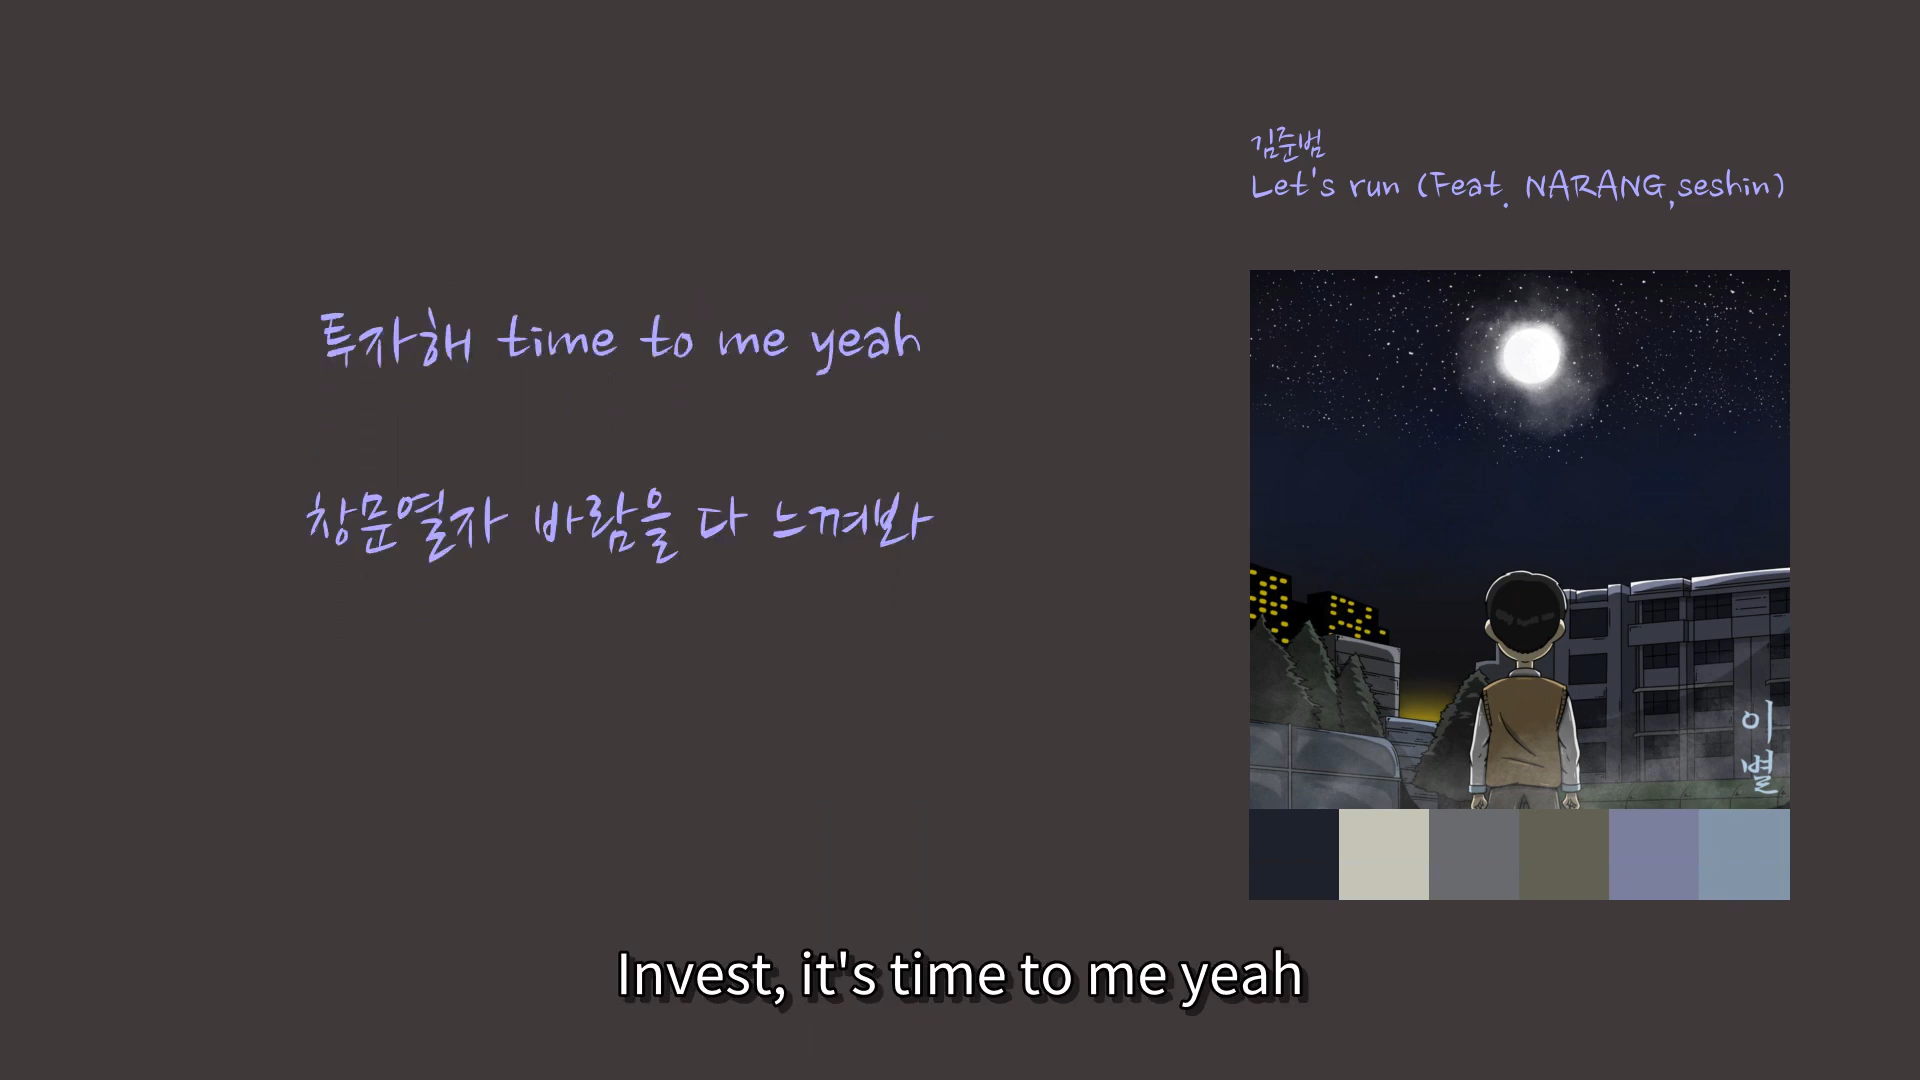 김준범
Let's run (Feat. NARANG,seshin)
투자해 time to me yeah
창문열자 바람을 다 느껴봐
이
별
Invest, it's time to me yeah